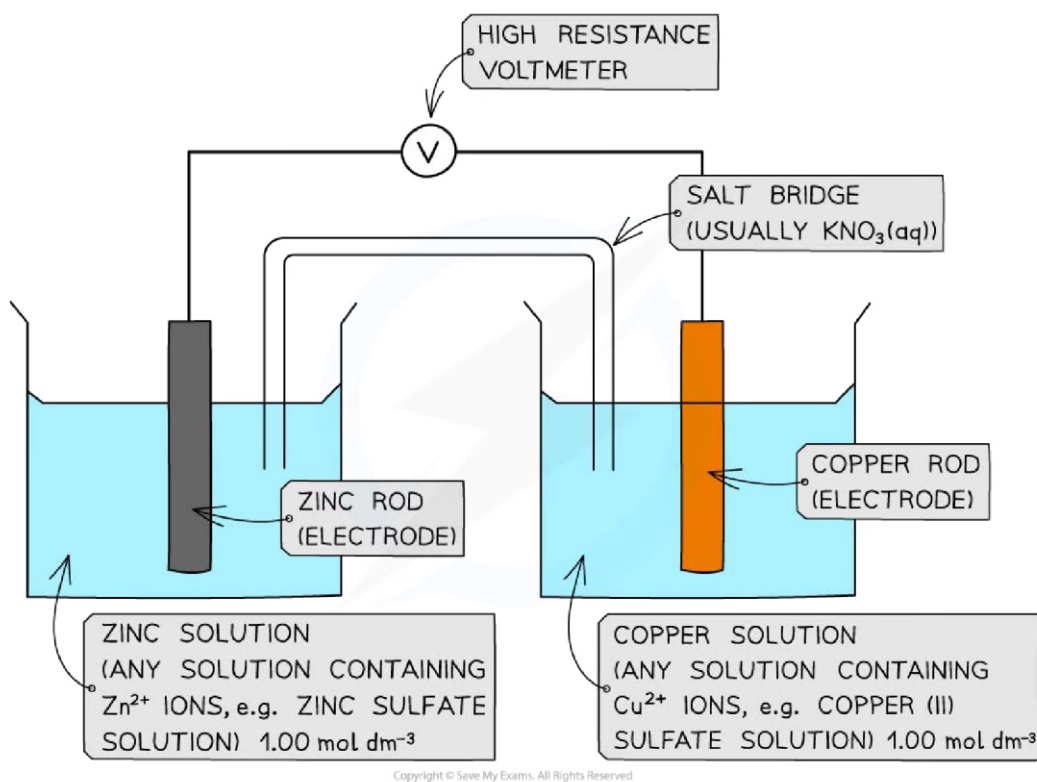 HIGH RESISTANCE
VOLTMETER
V
SALT BRIDGE
(USUALLY KNO₃(aq))
ZINC ROD
(ELECTRODE)
COPPER ROD
(ELECTRODE)
ZINC SOLUTION
(ANY SOLUTION CONTAINING
Zn²⁺ IONS, e.g. ZINC SULFATE
SOLUTION) 1.00 mol dm⁻³
COPPER SOLUTION
(ANY SOLUTION CONTAINING
Cu²⁺ IONS, e.g. COPPER (II)
SULFATE SOLUTION) 1.00 mol dm⁻³
Copyright © Save My Exams. All Rights Reserved